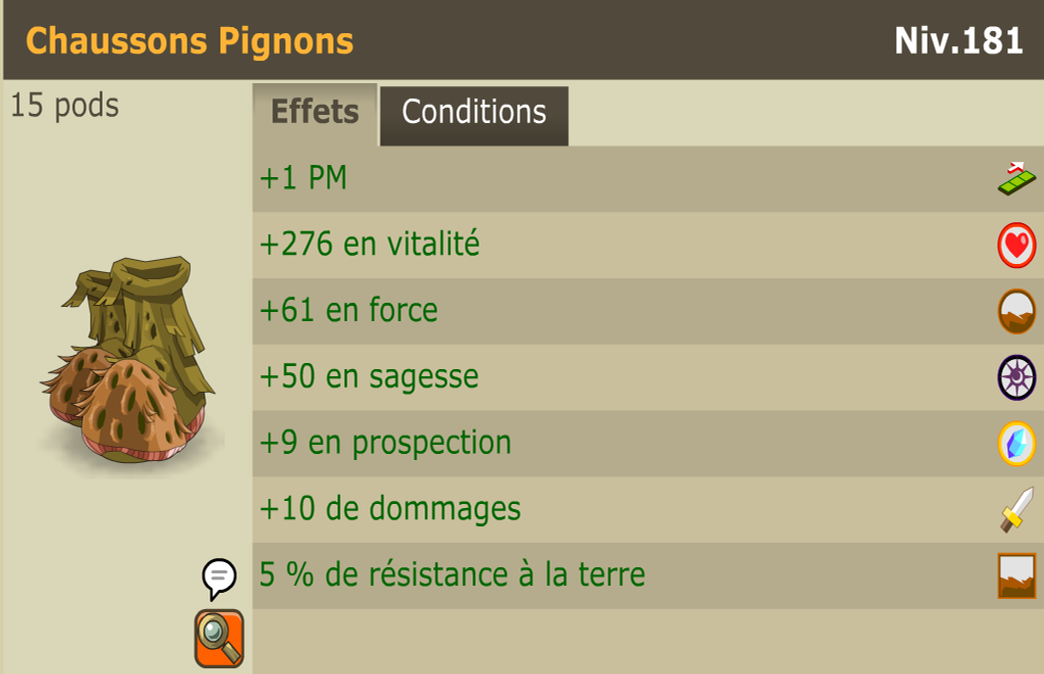 Chaussons Pignons
Niv.181
15 pods
Effets
Conditions
+1 PM
+276 en vitalité
+61 en force
+50 en sagesse
+9 en prospection
+10 de dommages
5 % de résistance à la terre